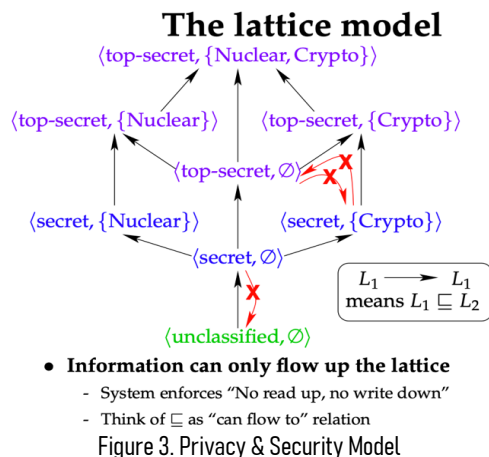 The lattice model
⟨top-secret, {Nuclear, Crypto}⟩
⟨top-secret, {Nuclear}⟩ ⟨top-secret, {Crypto}⟩
X
⟨top-secret, ∅⟩
X
⟨secret, {Nuclear}⟩ ⟨secret, {Crypto}⟩
⟨secret, ∅⟩
X
L₁ ⟶ L₁
means L₁ ⊑ L₂
⟨unclassified, ∅⟩
• Information can only flow up the lattice
- System enforces “No read up, no write down”
- Think of ⊑ as “can flow to” relation
Figure 3. Privacy & Security Model